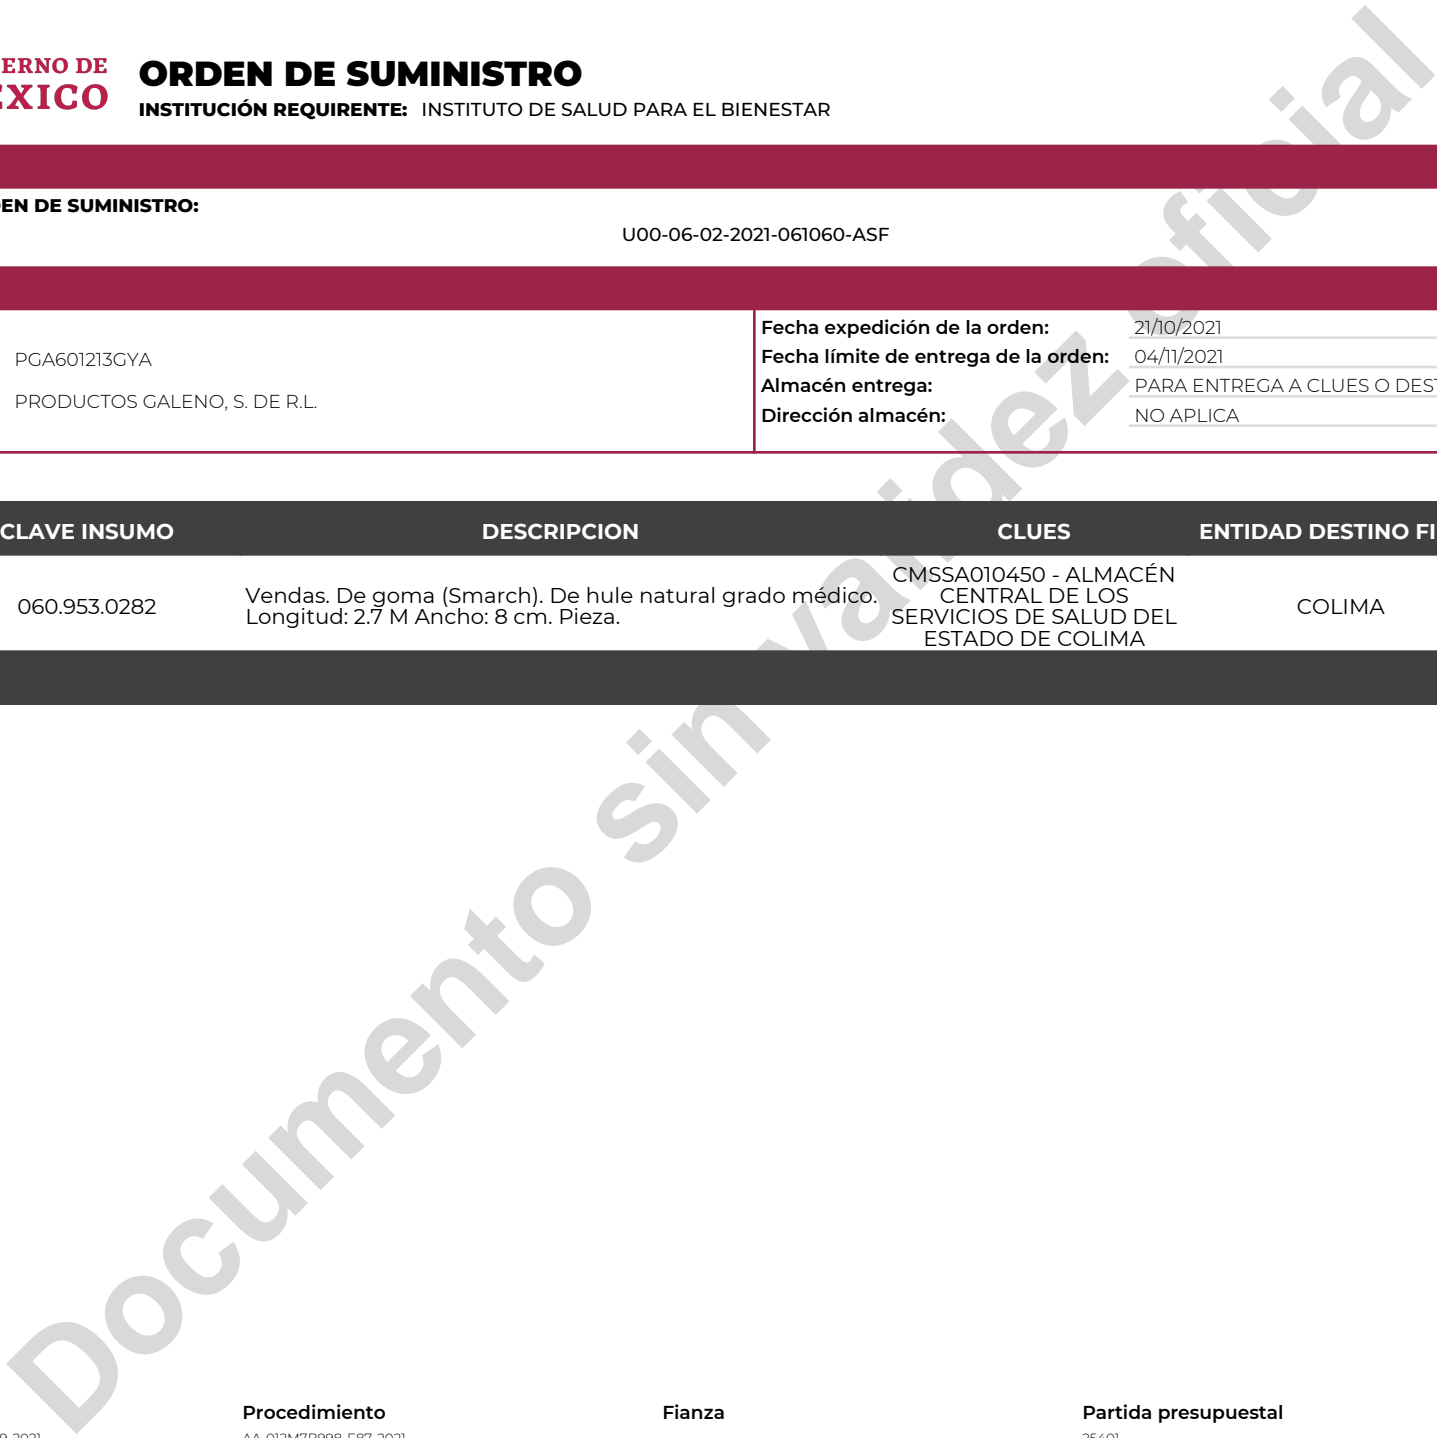 ERNO DE
EXICO
ORDEN DE SUMINISTRO
INSTITUCIÓN REQUIRENTE: INSTITUTO DE SALUD PARA EL BIENESTAR
EN DE SUMINISTRO:
U00-06-02-2021-061060-ASF
PGA601213GYA
PRODUCTOS GALENO, S. DE R.L.
Fecha expedición de la orden: 21/10/2021
Fecha límite de entrega de la orden: 04/11/2021
Almacén entrega: PARA ENTREGA A CLUES O DEST
Dirección almacén: NO APLICA
CLAVE INSUMO DESCRIPCION CLUES ENTIDAD DESTINO FI
060.953.0282
Vendas. De goma (Smarch). De hule natural grado médico.
Longitud: 2.7 M Ancho: 8 cm. Pieza.
CMSSA010450 - ALMACÉN
CENTRAL DE LOS
SERVICIOS DE SALUD DEL
ESTADO DE COLIMA
COLIMA
Documento sin validez oficial
Procedimiento Fianza Partida presupuestal